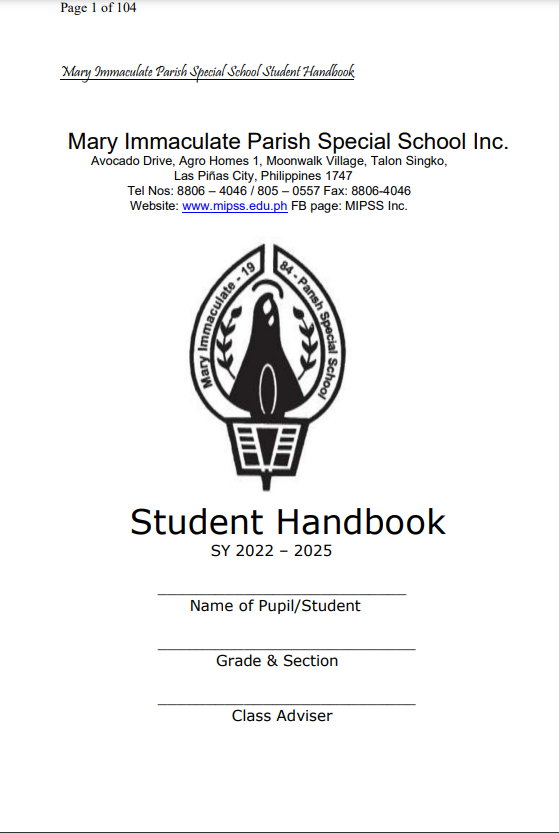 Page 1 of 104
Mary Immaculate Parish Special School Student Handbook
Mary Immaculate Parish Special School Inc.
Avocado Drive, Agro Homes 1, Moonwalk Village, Talon Singko,
Las Piñas City, Philippines 1747
Tel Nos: 8806 – 4046 / 805 – 0557 Fax: 8806-4046
Website: www.mipss.edu.ph FB page: MIPSS Inc.
Mary Immaculate - 19 84 - Parish Special School
Student Handbook
SY 2022 – 2025
Name of Pupil/Student
Grade & Section
Class Adviser